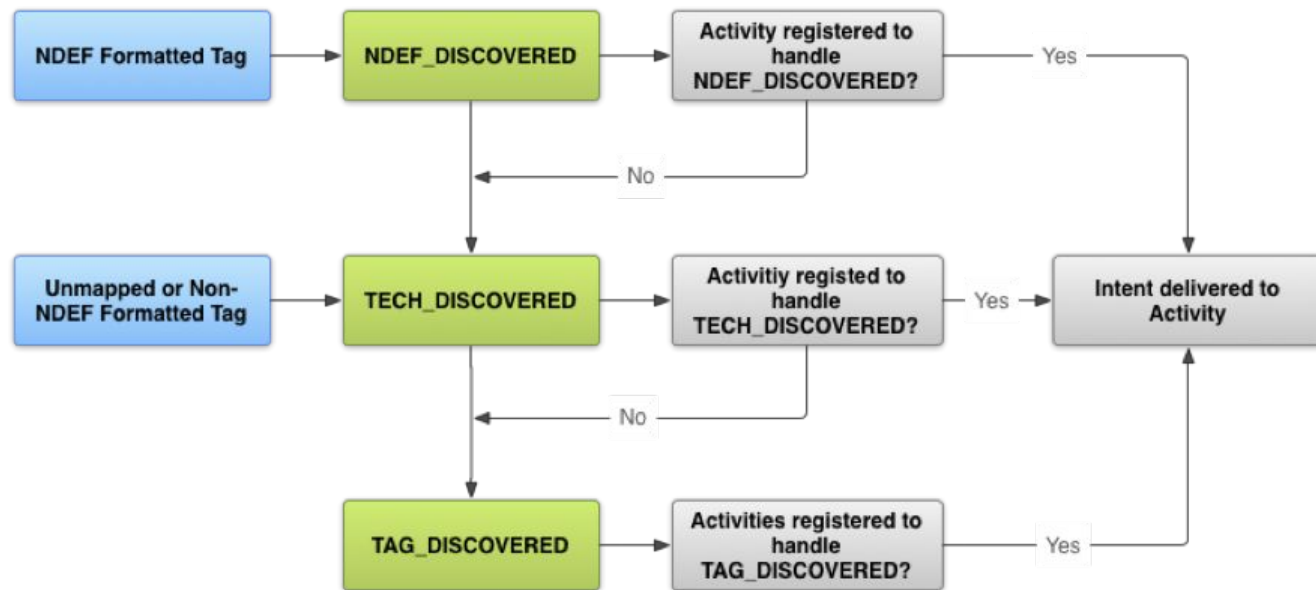 NDEF Formatted Tag
NDEF_DISCOVERED
Activity registered to
handle
NDEF_DISCOVERED?
Yes
No
Unmapped or Non-
NDEF Formatted Tag
TECH_DISCOVERED
Activitiy registed to
handle
TECH_DISCOVERED?
Yes
Intent delivered to
Activity
No
TAG_DISCOVERED
Activities registered to
handle
TAG_DISCOVERED?
Yes